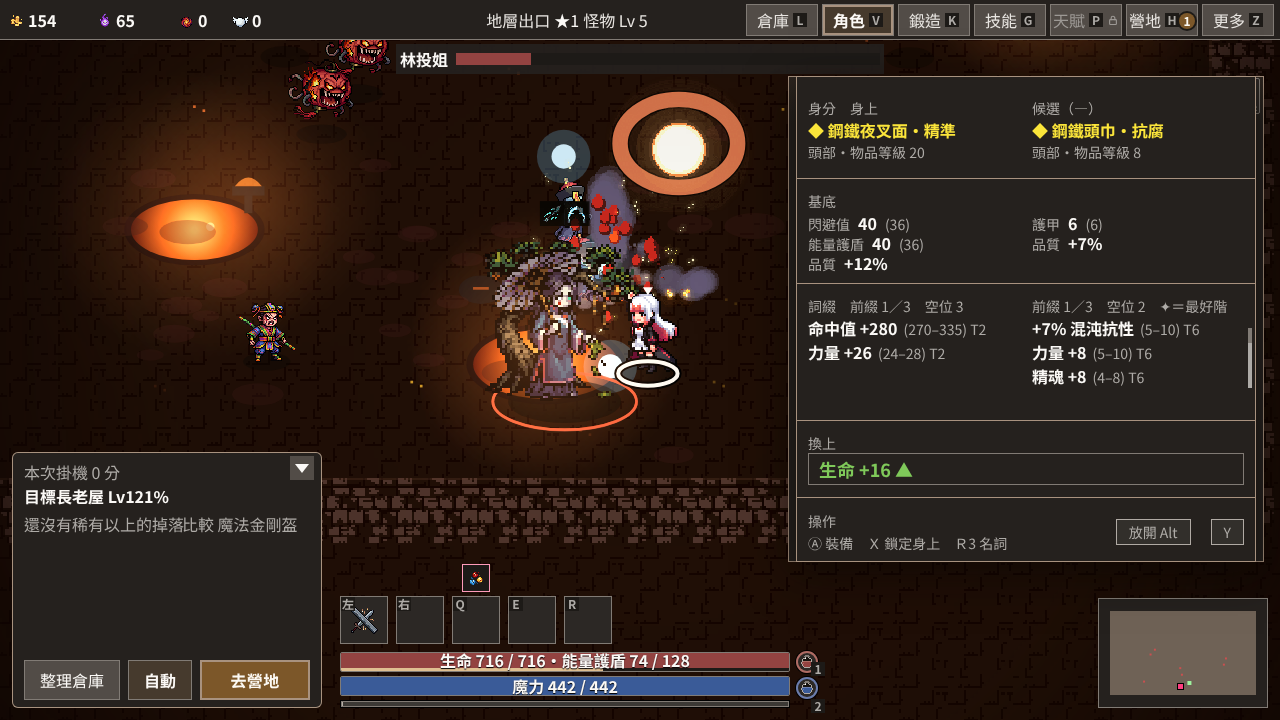 154 65 0 0
地層出口 ★1 怪物 Lv 5
倉庫 L 角色 V 鍛造 K 技能 G 天賦 P 營地 H 1 更多 Z
林投姐
身分 身上
◆ 鋼鐵夜叉面・精準
頭部・物品等級 20
候選（一）
◆ 鋼鐵頭巾・抗腐
頭部・物品等級 8
基底
閃避值 40 (36)
能量護盾 40 (36)
品質 +12%
護甲 6 (6)
品質 +7%
詞綴 前綴 1／3 空位 3
命中值 +280 (270–335) T2
力量 +26 (24–28) T2
前綴 1／3 空位 2 ✦＝最好階
+7% 混沌抗性 (5–10) T6
力量 +8 (5–10) T6
精魂 +8 (4–8) T6
換上
生命 +16 ▲
操作
Ⓐ 裝備 X 鎖定身上 R3 名詞
放開 Alt Y
本次掛機 0 分
目標長老屋 Lv121%
還沒有稀有以上的掉落比較 魔法金剛盔
整理倉庫 自動 去營地
左 右 Q E R
生命 716 / 716・能量護盾 74 / 128
1
魔力 442 / 442
2